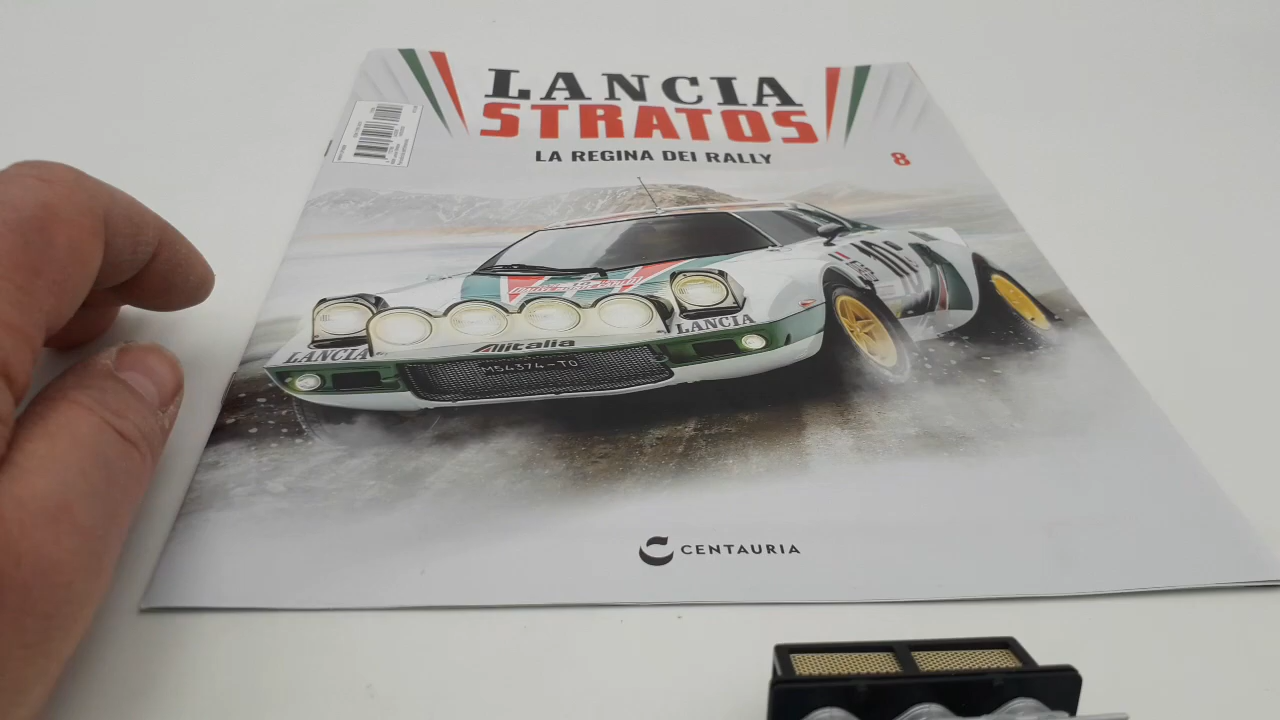 LANCIA
STRATOS
LA REGINA DEI RALLY
8
LANCIA
LANCIA
Alitalia
M54374-TO
CENTAURIA